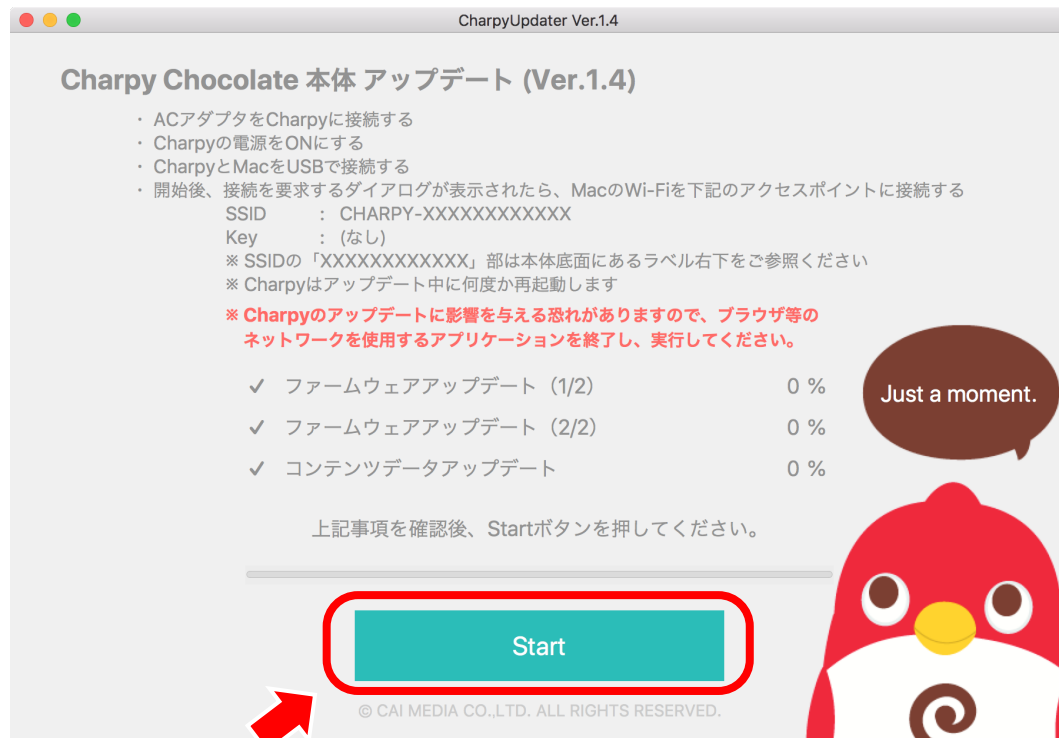 CharpyUpdater Ver.1.4
Charpy Chocolate 本体 アップデート (Ver.1.4)
・ ACアダプタをCharpyに接続する
・ Charpyの電源をONにする
・ CharpyとMacをUSBで接続する
・ 開始後、接続を要求するダイアログが表示されたら、MacのWi-Fiを下記のアクセスポイントに接続する
SSID : CHARPY-XXXXXXXXXXXX
Key : (なし)
※ SSIDの「XXXXXXXXXXXX」部は本体底面にあるラベル右下をご参照ください
※ Charpyはアップデート中に何度か再起動します
※ Charpyのアップデートに影響を与える恐れがありますので、ブラウザ等の
ネットワークを使用するアプリケーションを終了し、実行してください。
✓ ファームウェアアップデート（1/2） 0 %
Just a moment.
✓ ファームウェアアップデート（2/2） 0 %
✓ コンテンツデータアップデート 0 %
上記事項を確認後、Startボタンを押してください。
Start
© CAI MEDIA CO.,LTD. ALL RIGHTS RESERVED.